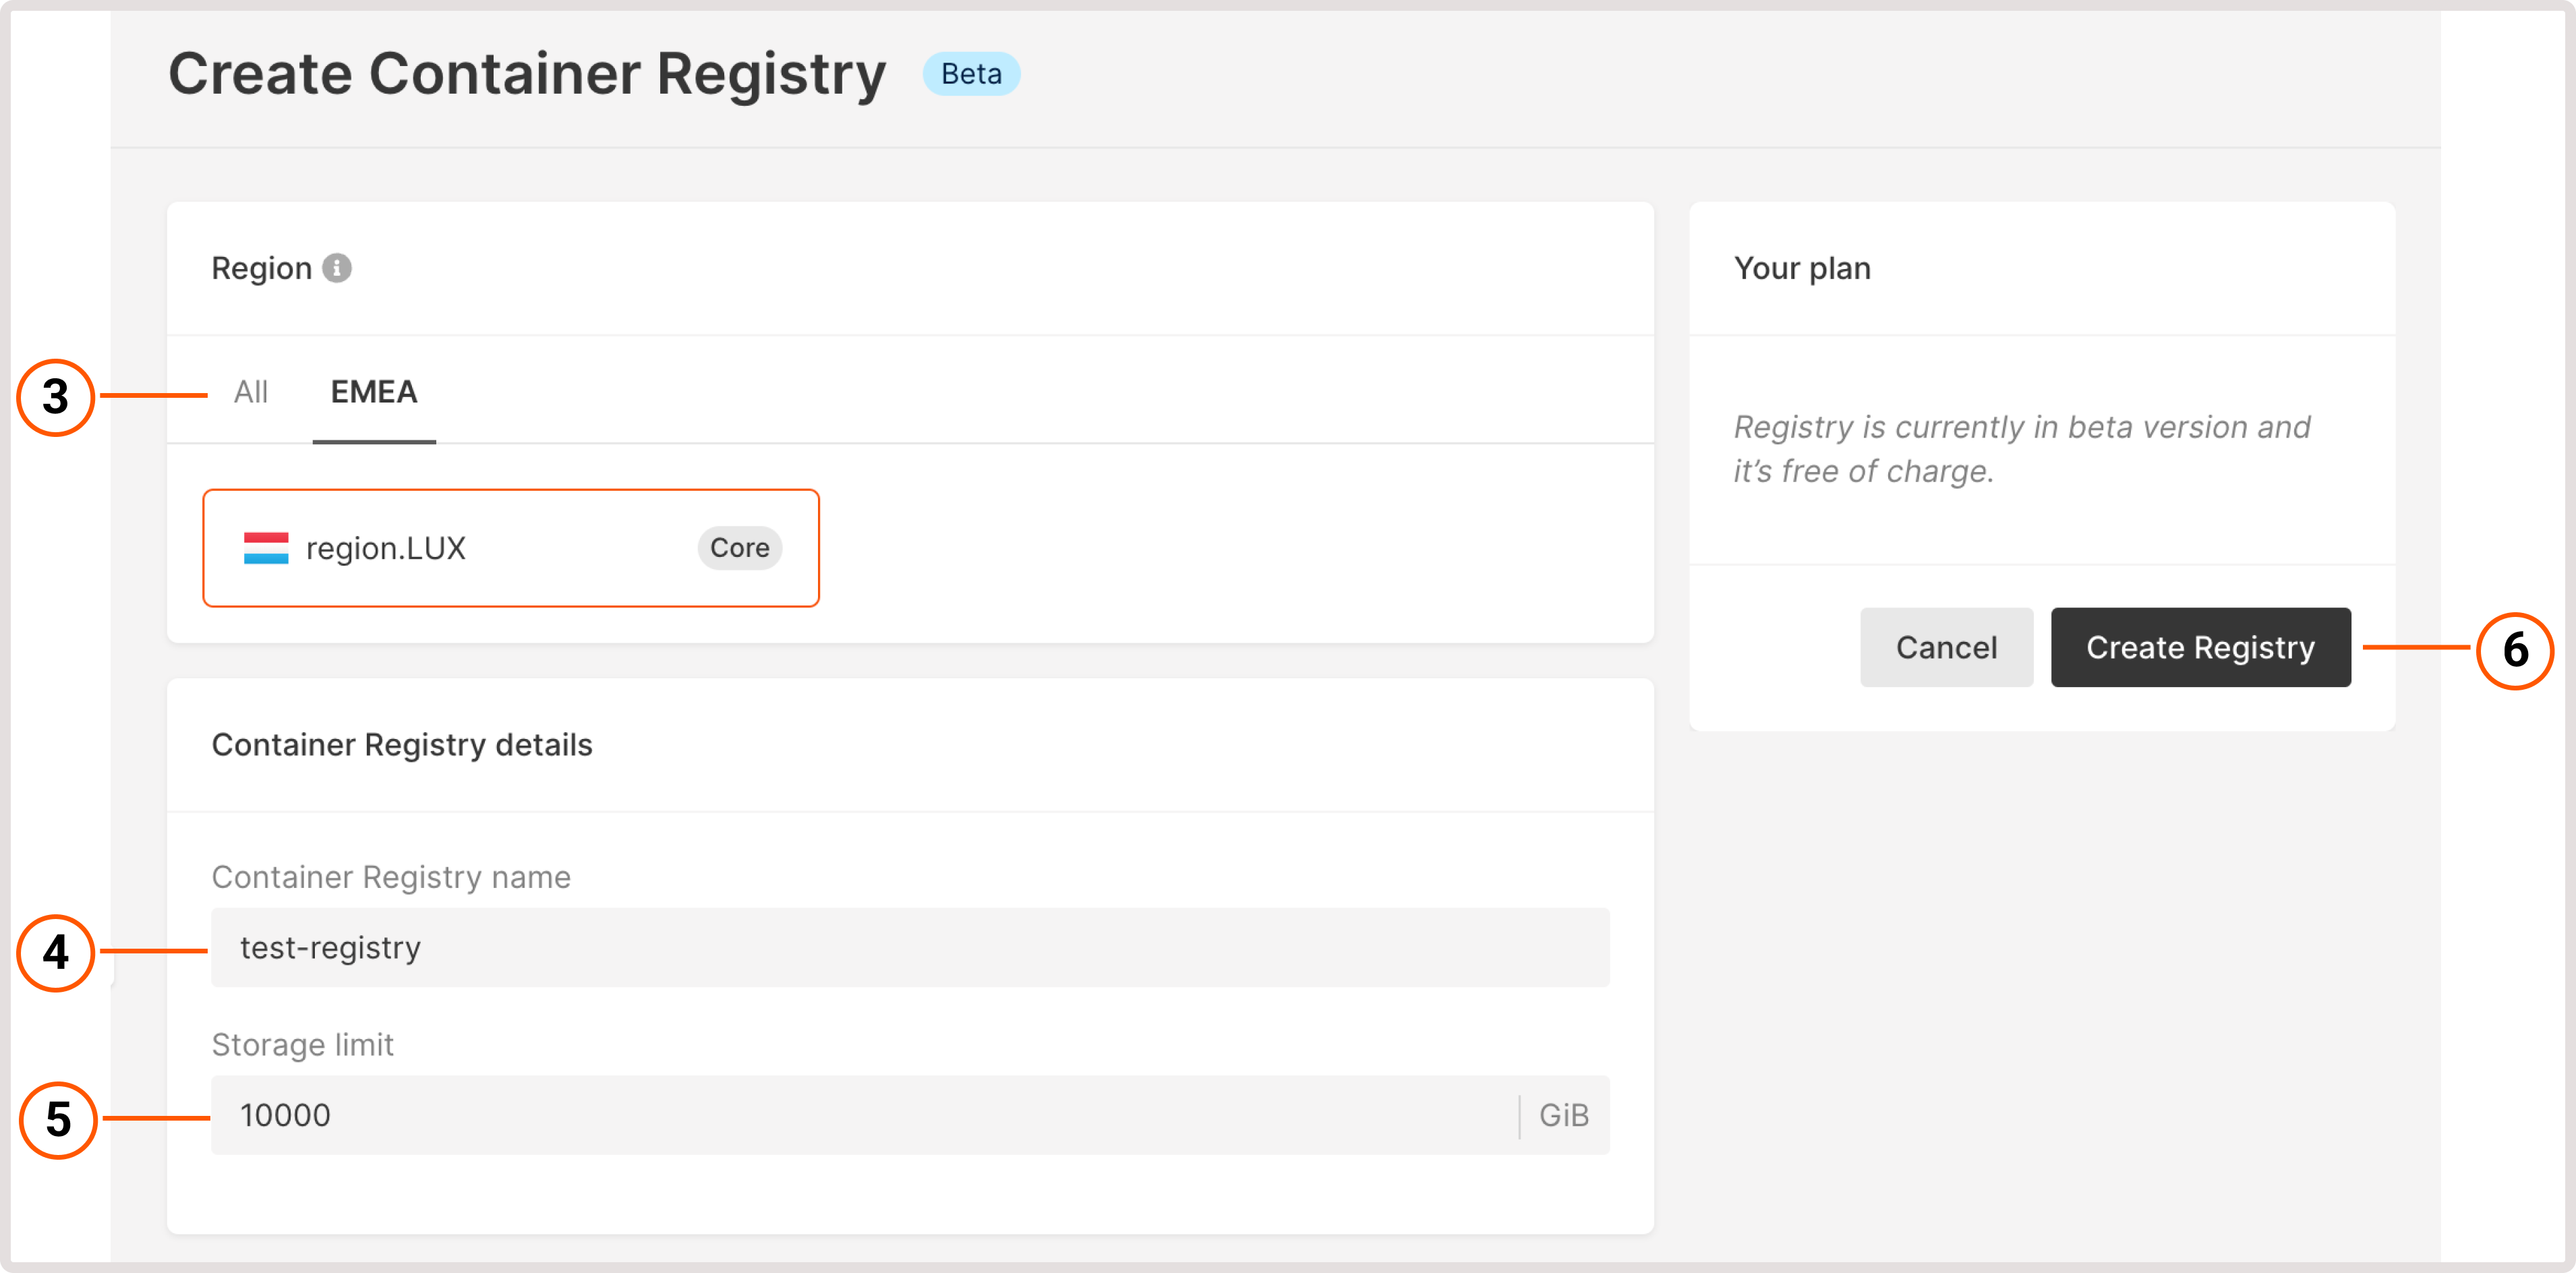 Create Container Registry Beta
Region
3 All EMEA
region.LUX Core
Container Registry details
Container Registry name
4 test-registry
Storage limit
5 10000 GiB
Your plan
Registry is currently in beta version and
it’s free of charge.
Cancel Create Registry 6